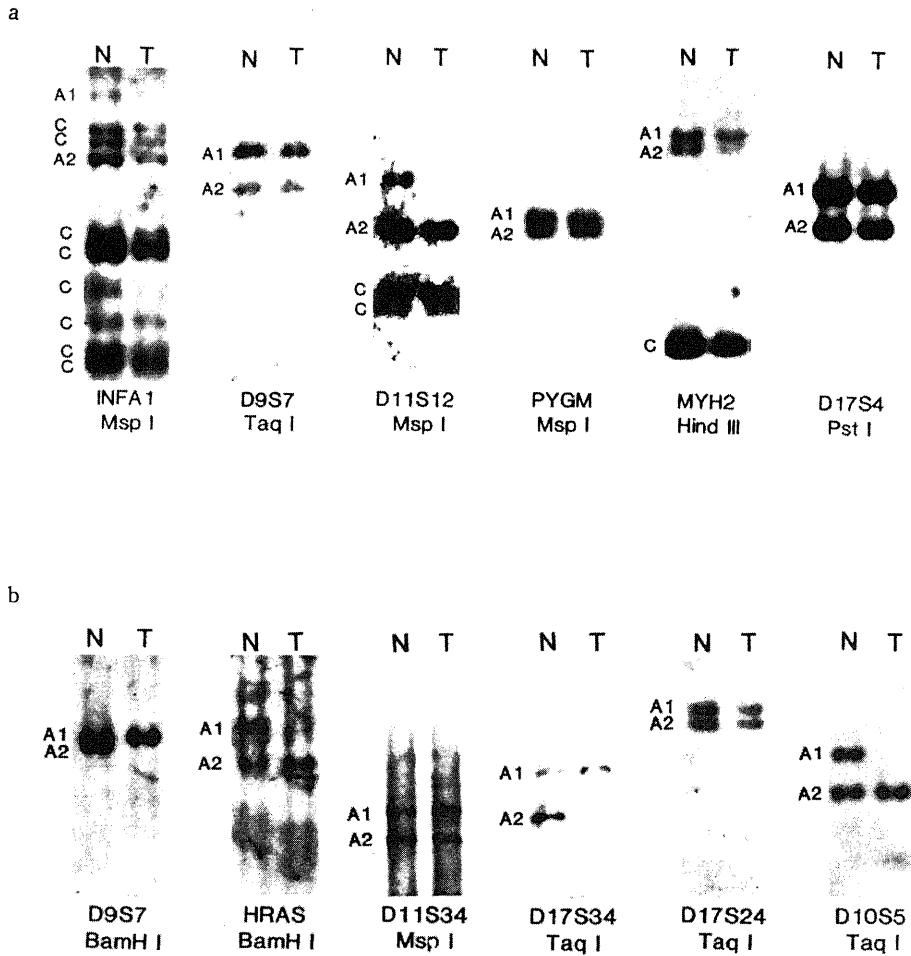 a
N T N T N T N T N T N T
A1
C
C
A2
C
C
C
C
C
C
A1
A2
A1
A2
C
C
A1
A2
A1
A2
C
A1
A2
INFA1 D9S7 D11S12 PYGM MYH2 D17S4
Msp I Taq I Msp I Msp I Hind III Pst I
b
N T N T N T N T N T N T
A1
A2
A1
A2
A1
A2
A1
A2
A1
A2
A1
A2
D9S7 HRAS D11S34 D17S34 D17S24 D10S5
BamH I BamH I Msp I Taq I Taq I Taq I